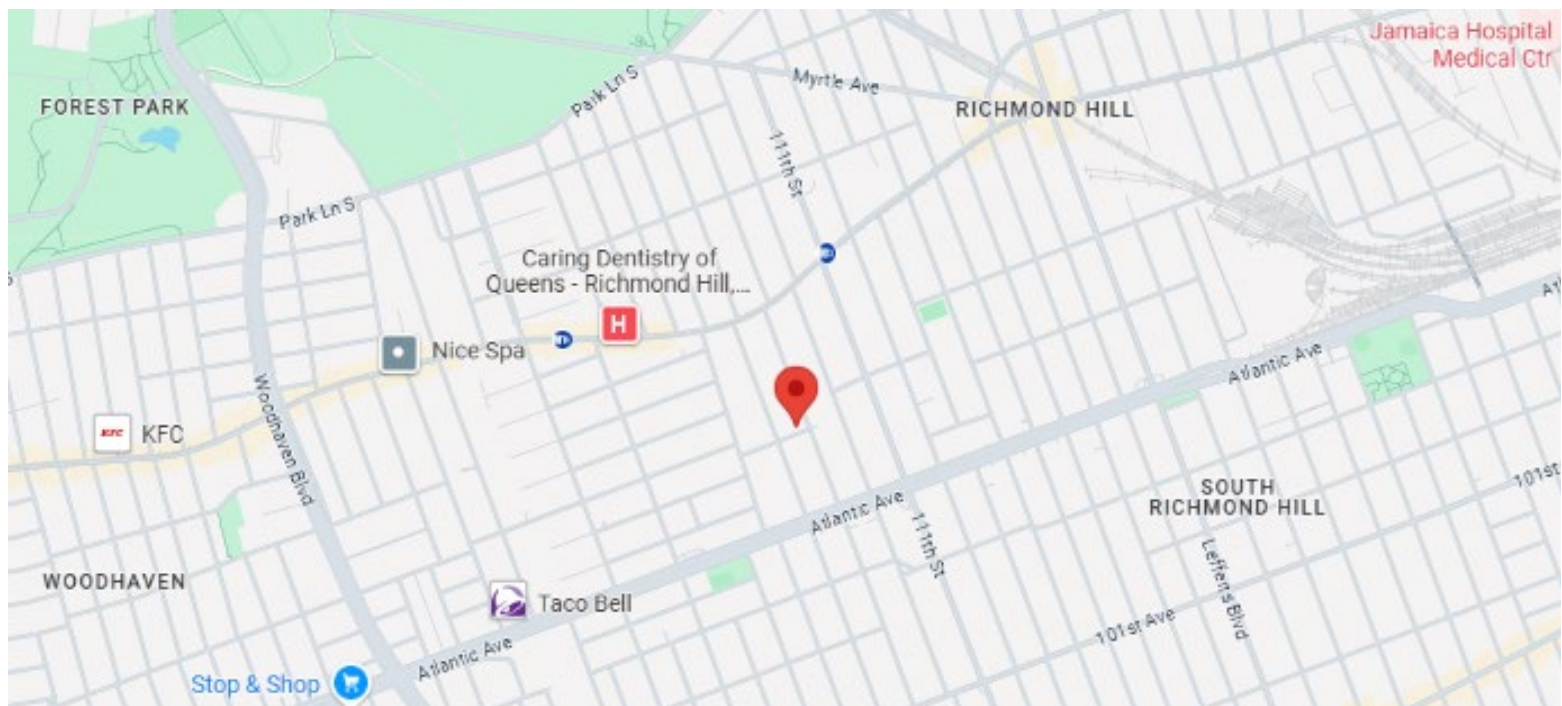 Jamaica Hospital
Medical Ctr
FOREST PARK
Park Ln S
Myrtle Ave
RICHMOND HILL
111th St
Park Ln S
Caring Dentistry of
Queens - Richmond Hill,...
H
Nice Spa
Atlantic Ave
KFC
KFC
Woodhaven Blvd
Atlantic Ave
SOUTH
RICHMOND HILL
101st
111th St
Leffens Blvd
WOODHAVEN
Taco Bell
101st Ave
Atlantic Ave
Stop & Shop